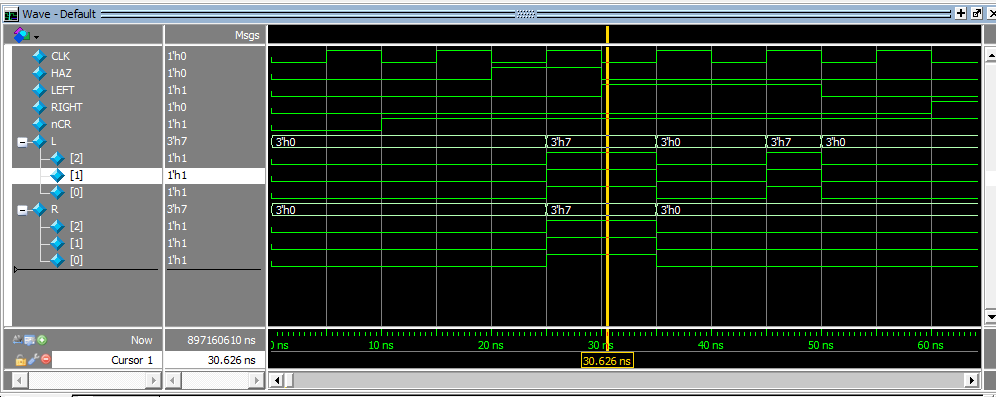 Wave - Default
Msgs
CLK 1'h0
HAZ 1'h0
LEFT 1'h1
RIGHT 1'h0
nCR 1'h1
L 3'h7 3'h0 3'h7 3'h0 3'h7 3'h0
[2] 1'h1
[1] 1'h1
[0] 1'h1
R 3'h7 3'h0 3'h7 3'h0
[2] 1'h1
[1] 1'h1
[0] 1'h1
Now 897160610 ns 0 ns 10 ns 20 ns 30 ns 40 ns 50 ns 60 ns
Cursor 1 30.626 ns 30.626 ns